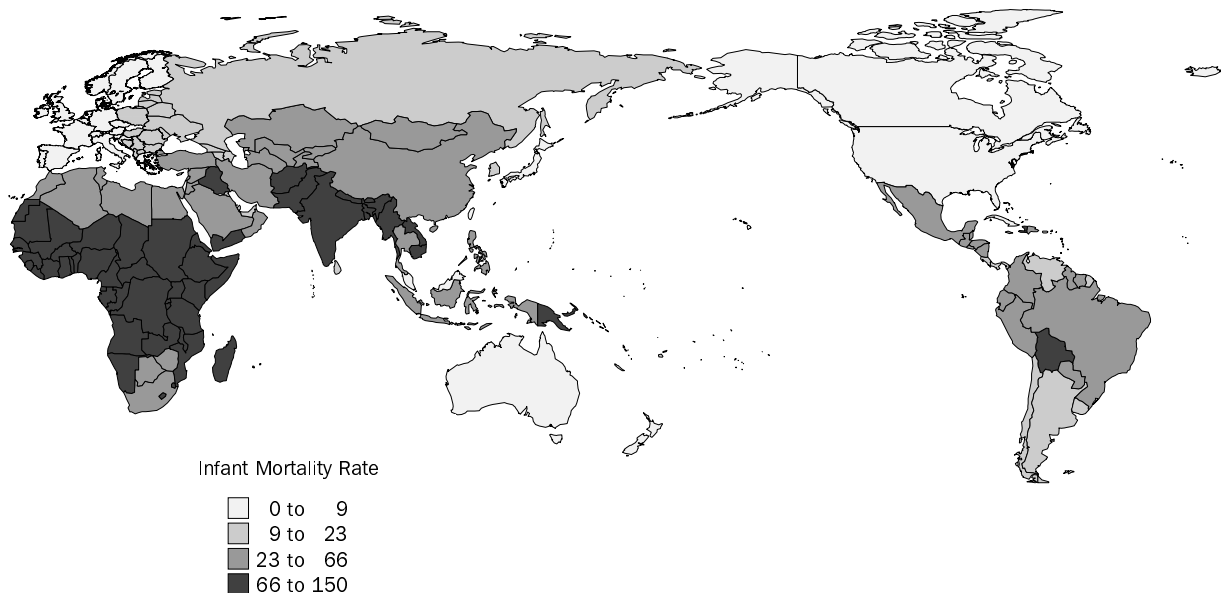 Infant Mortality Rate
0 to 9
9 to 23
23 to 66
66 to 150